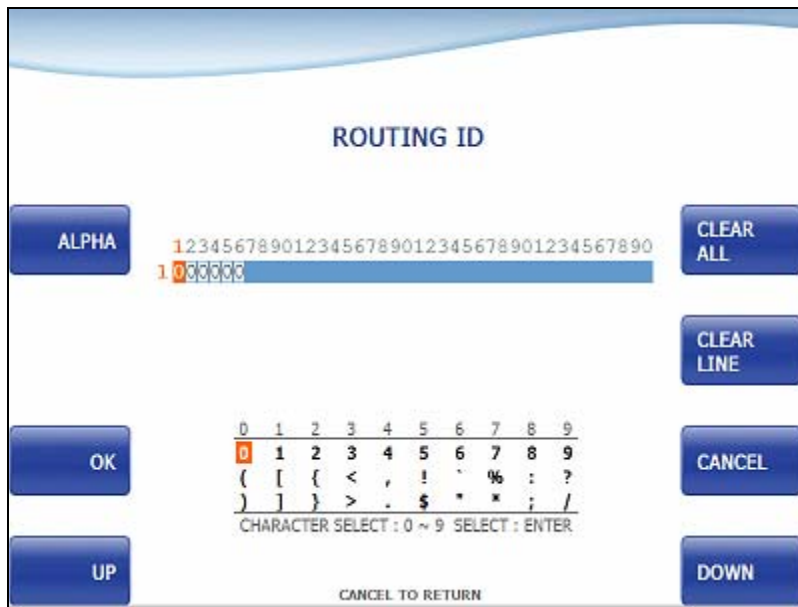 ROUTING ID
ALPHA
CLEAR
ALL
1234567890123456789012345678901234567890
1 000000
CLEAR
LINE
0 1 2 3 4 5 6 7 8 9
0 1 2 3 4 5 6 7 8 9
( [ { < , ! ` % : ?
) ] } > . $ " * ; /
CHARACTER SELECT : 0 ~ 9 SELECT : ENTER
OK
CANCEL
UP
DOWN
CANCEL TO RETURN